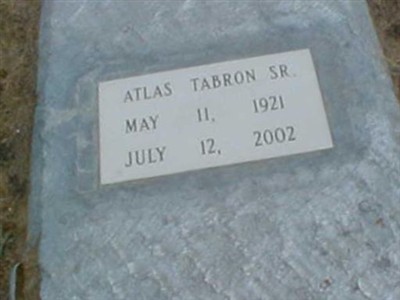 ATLAS TABRON SR.
MAY 11, 1921
JULY 12, 2002